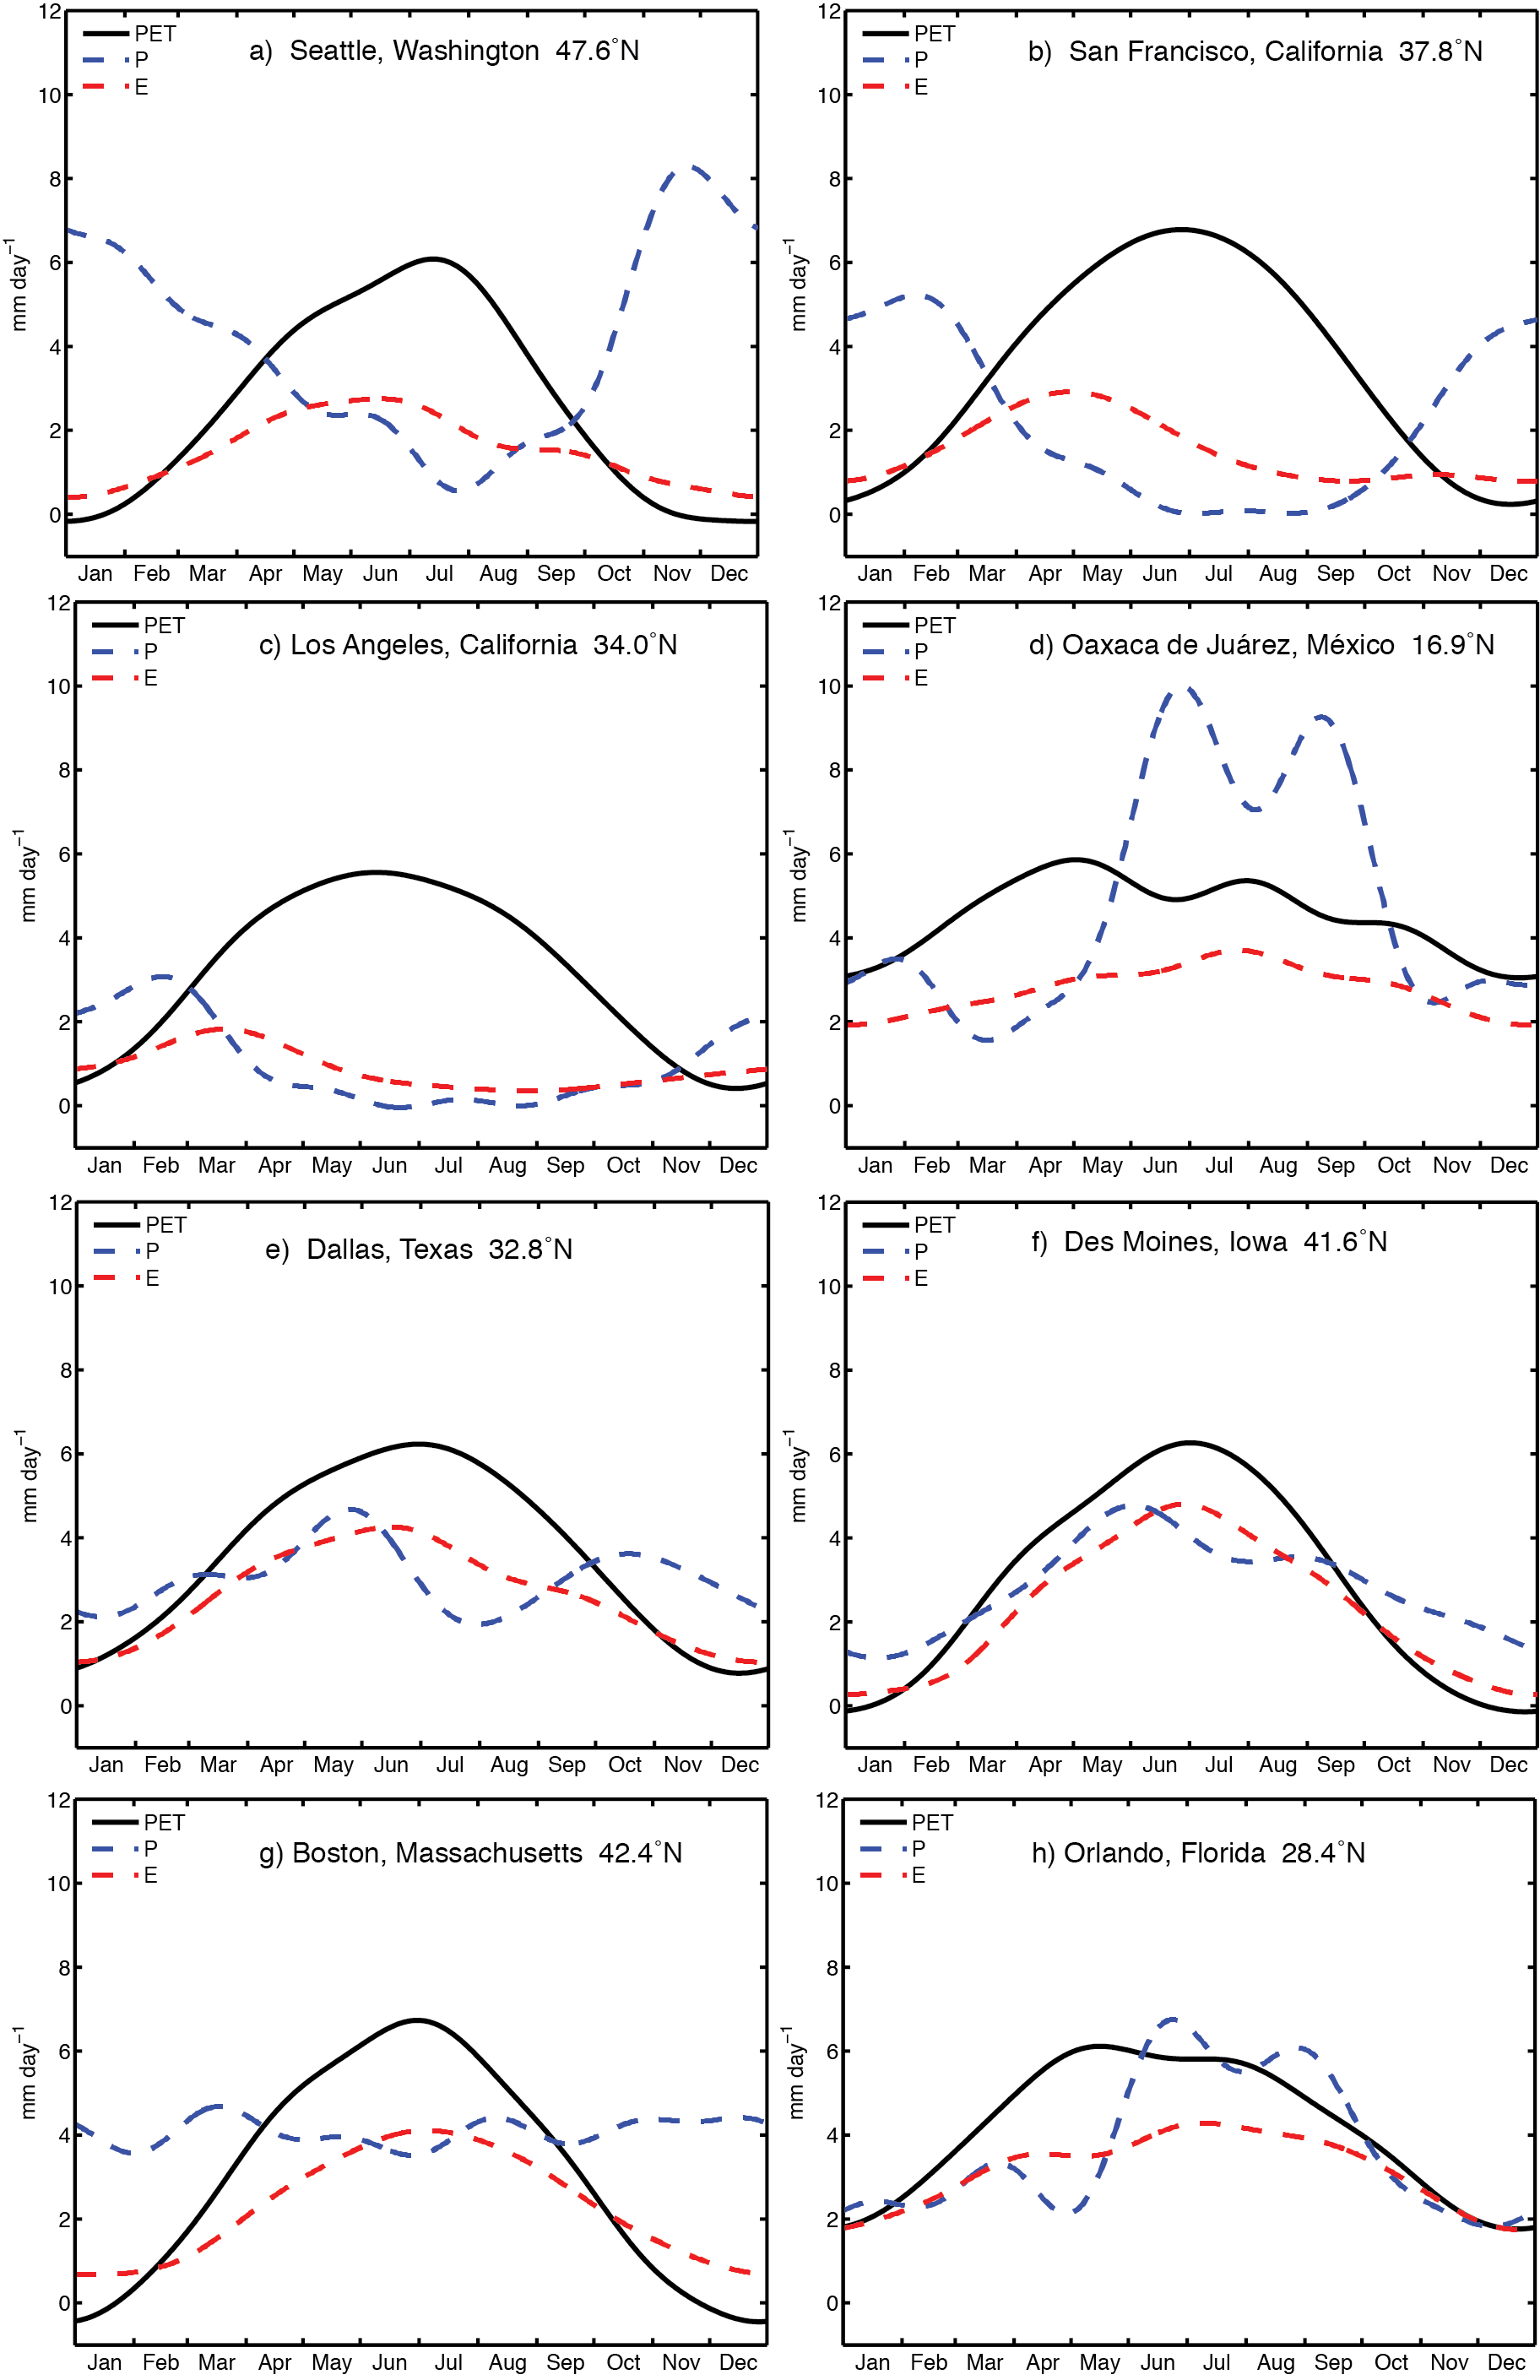 a) Seattle, Washington 47.6°N
PET
P
E
mm day⁻¹
12
10
8
6
4
2
0
Jan Feb Mar Apr May Jun Jul Aug Sep Oct Nov Dec
b) San Francisco, California 37.8°N
PET
P
E
mm day⁻¹
12
10
8
6
4
2
0
Jan Feb Mar Apr May Jun Jul Aug Sep Oct Nov Dec
c) Los Angeles, California 34.0°N
PET
P
E
mm day⁻¹
12
10
8
6
4
2
0
Jan Feb Mar Apr May Jun Jul Aug Sep Oct Nov Dec
d) Oaxaca de Juárez, México 16.9°N
PET
P
E
mm day⁻¹
12
10
8
6
4
2
0
Jan Feb Mar Apr May Jun Jul Aug Sep Oct Nov Dec
e) Dallas, Texas 32.8°N
PET
P
E
mm day⁻¹
12
10
8
6
4
2
0
Jan Feb Mar Apr May Jun Jul Aug Sep Oct Nov Dec
f) Des Moines, Iowa 41.6°N
PET
P
E
mm day⁻¹
12
10
8
6
4
2
0
Jan Feb Mar Apr May Jun Jul Aug Sep Oct Nov Dec
g) Boston, Massachusetts 42.4°N
PET
P
E
mm day⁻¹
12
10
8
6
4
2
0
Jan Feb Mar Apr May Jun Jul Aug Sep Oct Nov Dec
h) Orlando, Florida 28.4°N
PET
P
E
mm day⁻¹
12
10
8
6
4
2
0
Jan Feb Mar Apr May Jun Jul Aug Sep Oct Nov Dec